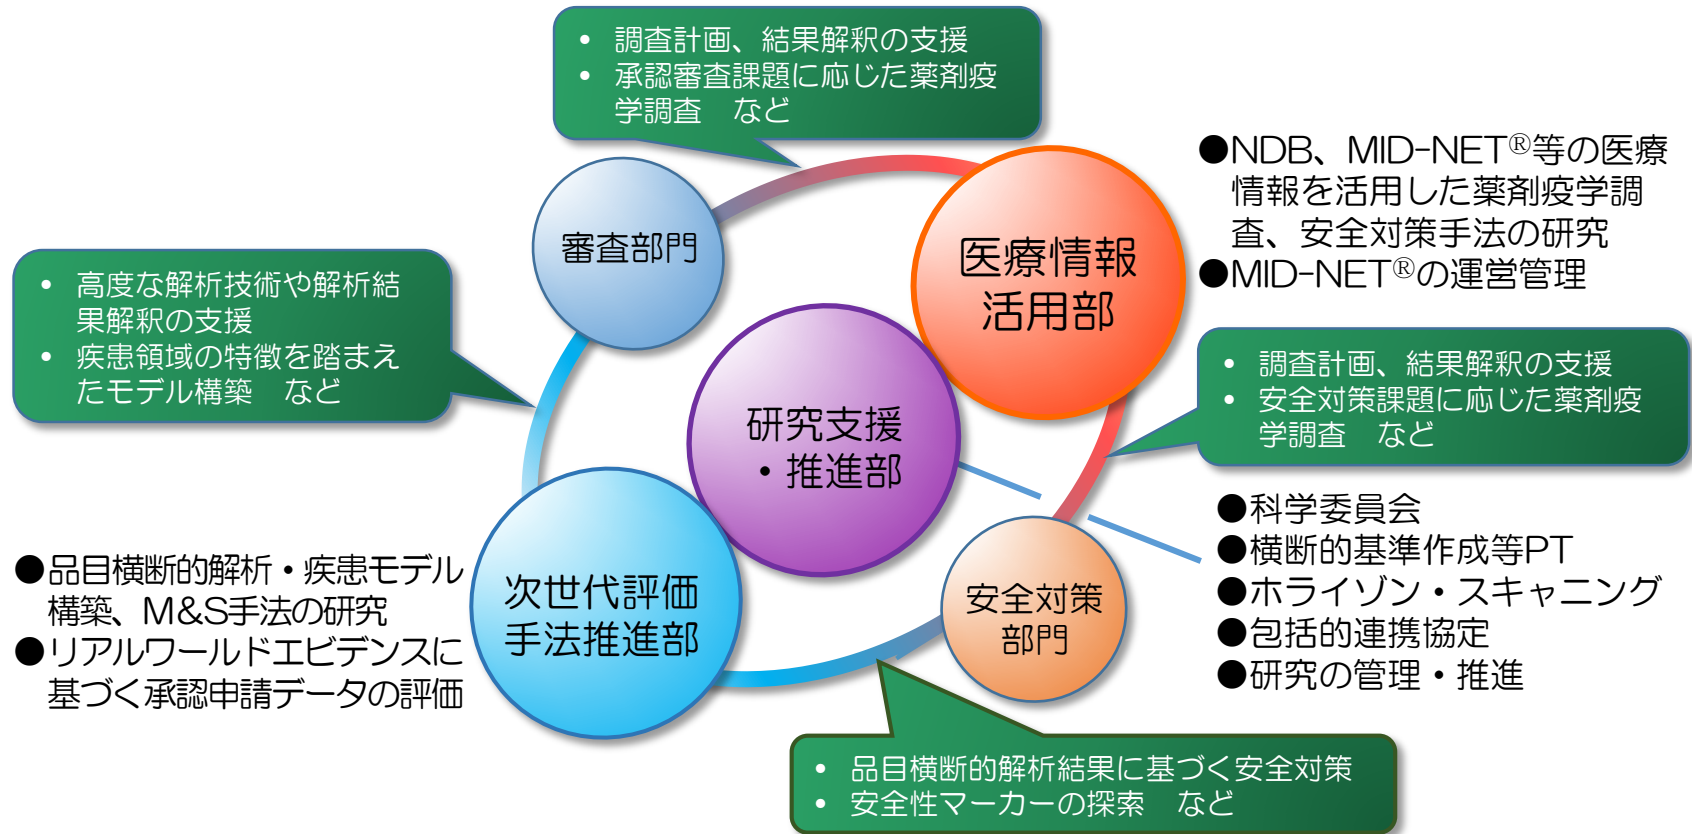 • 調査計画、結果解釈の支援
• 承認審査課題に応じた薬剤疫
学調査　など
●NDB、MID-NET®等の医療
情報を活用した薬剤疫学調
査、安全対策手法の研究
●MID-NET®の運営管理
審査部門
医療情報
活用部
• 高度な解析技術や解析結
果解釈の支援
• 疾患領域の特徴を踏まえ
たモデル構築　など
• 調査計画、結果解釈の支援
• 安全対策課題に応じた薬剤疫
学調査　など
研究支援
・推進部
●科学委員会
●横断的基準作成等PT
●ホライゾン・スキャニング
●包括的連携協定
●研究の管理・推進
●品目横断的解析・疾患モデル
構築、M&S手法の研究
●リアルワールドエビデンスに
基づく承認申請データの評価
次世代評価
手法推進部
安全対策
部門
• 品目横断的解析結果に基づく安全対策
• 安全性マーカーの探索　など